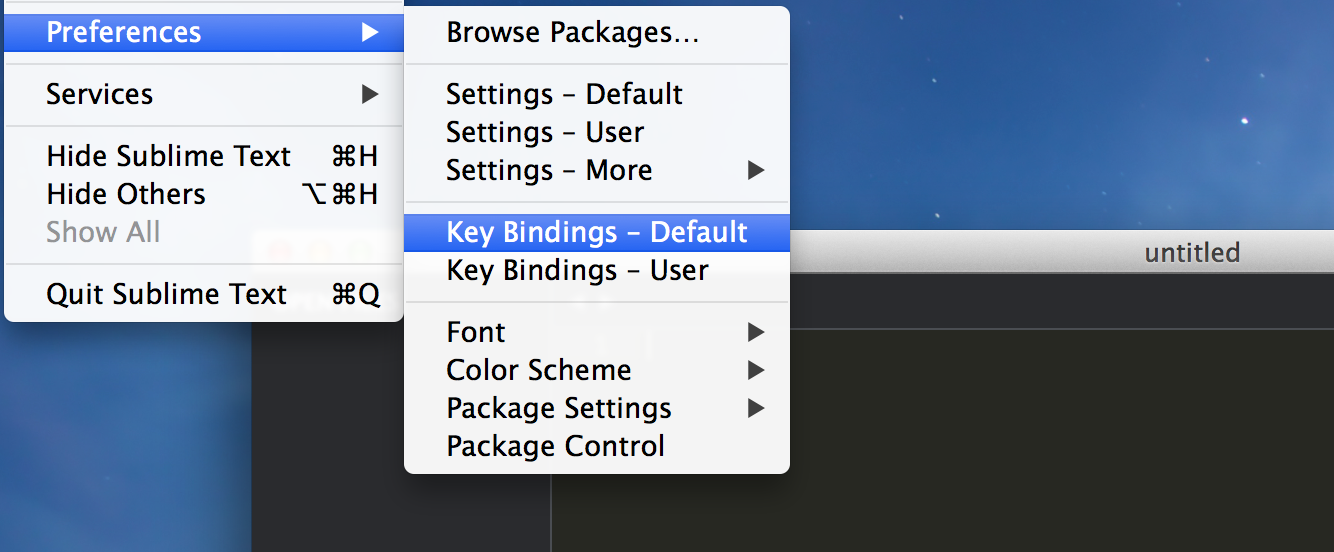 Preferences ▶
Services ▶
Hide Sublime Text ⌘H
Hide Others ⌥⌘H
Show All
Quit Sublime Text ⌘Q
Browse Packages…
Settings – Default
Settings – User
Settings – More ▶
Key Bindings – Default
Key Bindings – User
Font ▶
Color Scheme ▶
Package Settings ▶
Package Control
untitled